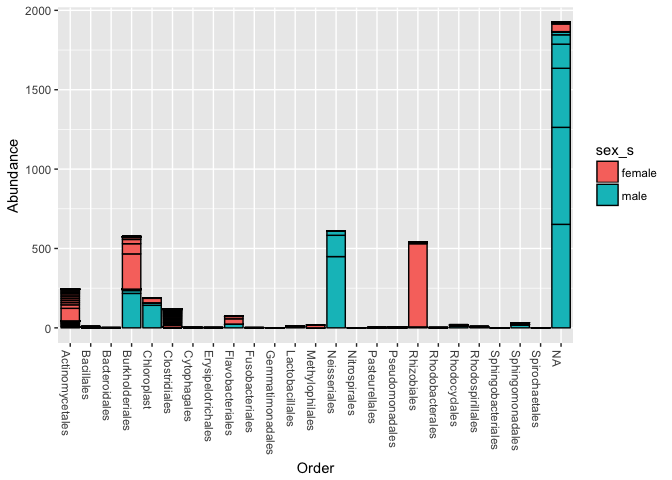 2000
1500
1000
500
0
Abundance
Actinomycetales
Bacillales
Bacteroidales
Burkholderiales
Chloroplast
Clostridiales
Cytophagales
Erysipelotrichales
Flavobacteriales
Fusobacteriales
Gemmatimonadales
Lactobacillales
Methylophilales
Neisseriales
Nitrospirales
Pasteurellales
Pseudomonadales
Rhizobiales
Rhodobacterales
Rhodocyclales
Rhodospirillales
Sphingobacteriales
Sphingomonadales
Spirochaetales
NA
Order
sex_s
female
male